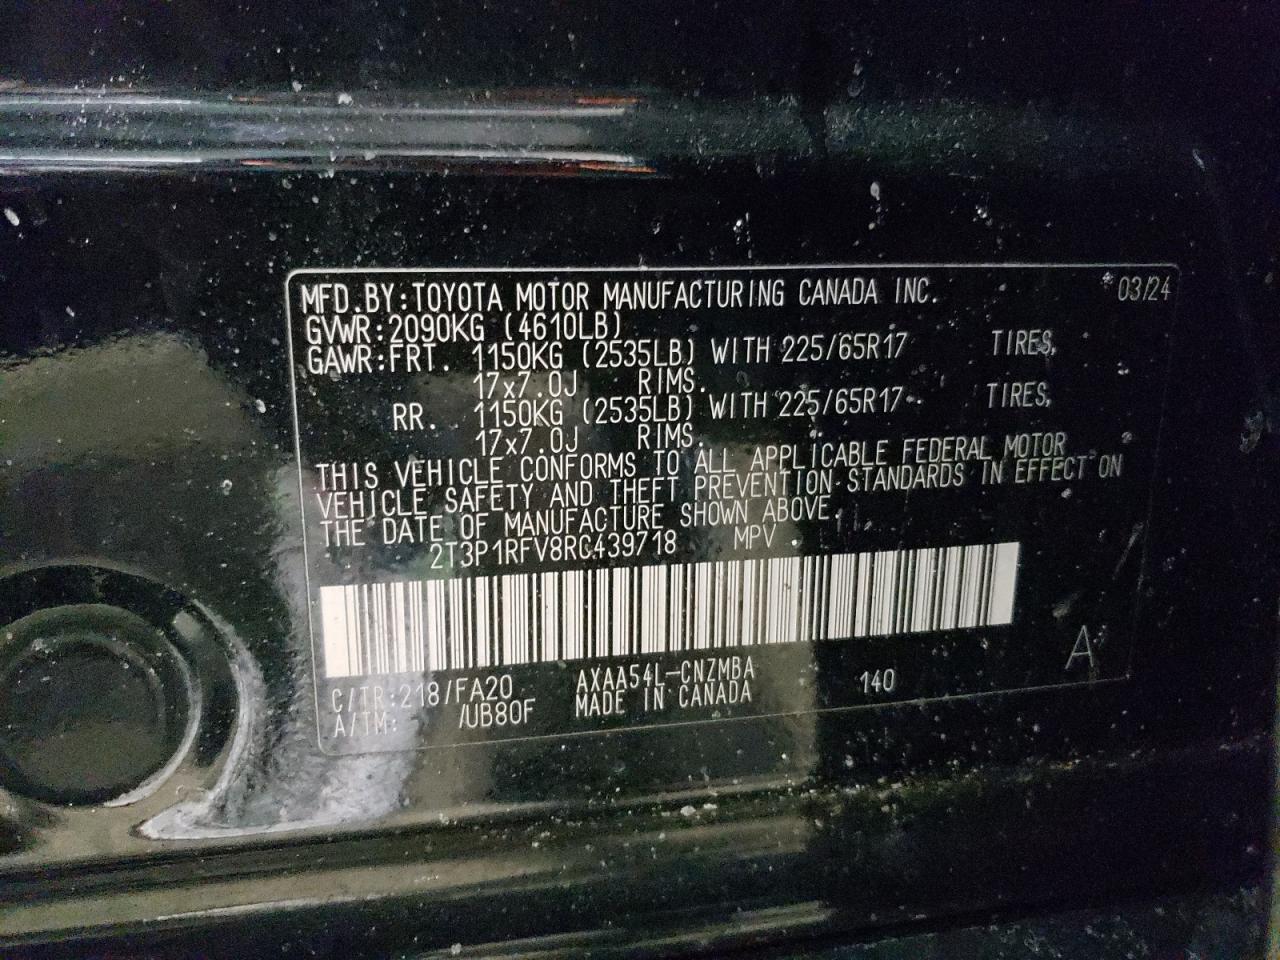 MFD.BY:TOYOTA MOTOR MANUFACTURING CANADA INC. 03/24
GVWR:2090KG (4610LB)
GAWR:FRT. 1150KG (2535LB) WITH 225/65R17 TIRES,
17x7.0J RIMS.
RR. 1150KG (2535LB) WITH 225/65R17 TIRES,
17x7.0J RIMS.
THIS VEHICLE CONFORMS TO ALL APPLICABLE FEDERAL MOTOR
VEHICLE SAFETY AND THEFT PREVENTION STANDARDS IN EFFECT ON
THE DATE OF MANUFACTURE SHOWN ABOVE.
2T3P1RFV8RC439718 MPV
C/TR:218/FA20 AXAA54L-CNZMBA 140 A
A/TM: /UB80F MADE IN CANADA